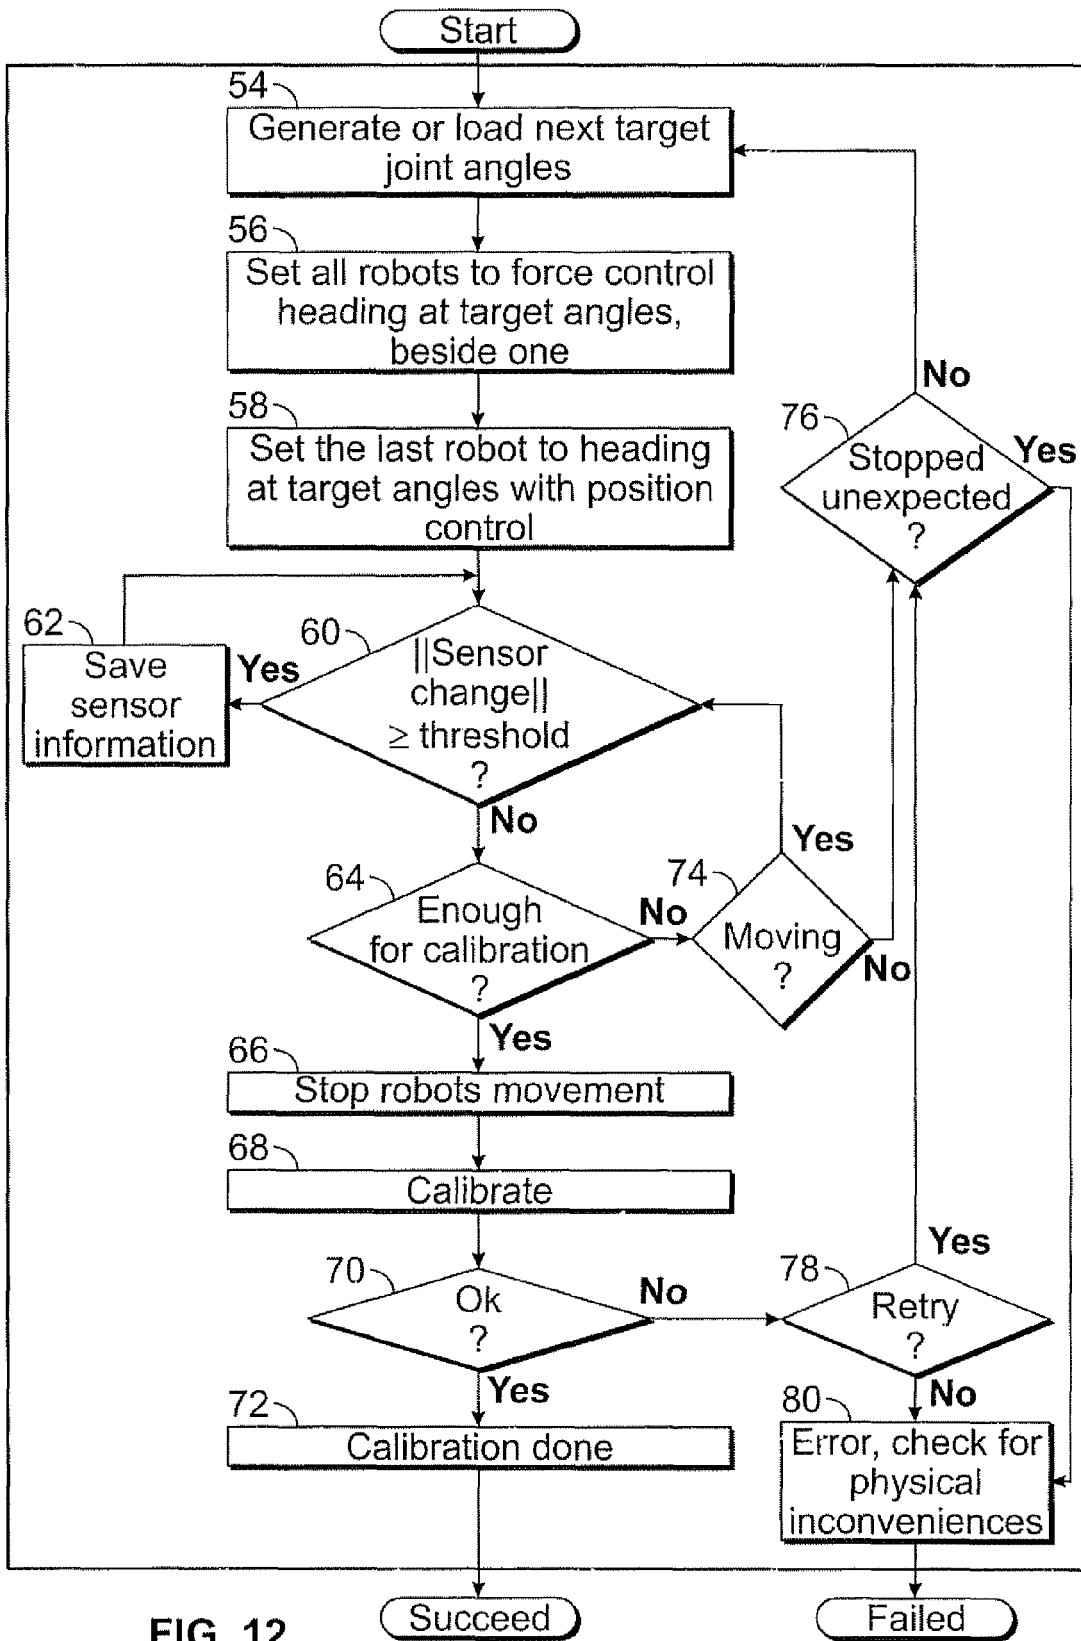 Start
54
Generate or load next target
joint angles
56
Set all robots to force control
heading at target angles,
beside one
58
Set the last robot to heading
at target angles with position
control
60
||Sensor
change||
≥ threshold
?
Yes
62
Save
sensor
information
No
64
Enough
for calibration
?
No
74
Moving
?
Yes
No
76
Stopped
unexpected
?
No
Yes
Yes
66
Stop robots movement
68
Calibrate
70
Ok
?
No
78
Retry
?
Yes
No
Yes
72
Calibration done
80
Error, check for
physical
inconveniences
Succeed
Failed
FIG. 12